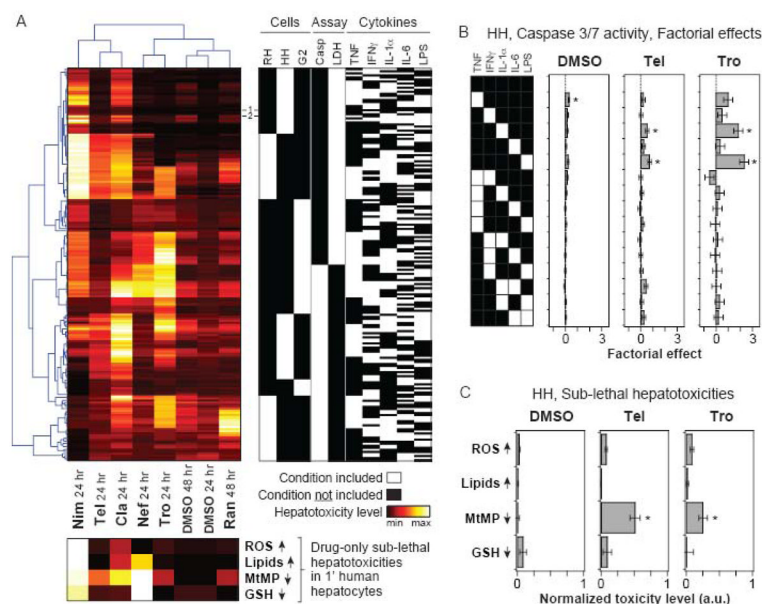 A
Cells Assay Cytokines
RH HH G2 Casp LDH TNF IFNγ IL-1α IL-6 LPS
1
2
Nim 24 hr Tel 24 hr Cla 24 hr Nef 24 hr Tro 24 hr DMSO 48 hr DMSO 24 hr Ran 48 hr
Condition included
Condition not included
Hepatotoxicity level min max
ROS ↑
Lipids ↑
MtMP ↓
GSH ↓
Drug-only sub-lethal
hepatotoxicities
in 1' human
hepatocytes
B HH, Caspase 3/7 activity, Factorial effects
TNF IFNγ IL-1α IL-6 LPS
DMSO Tel Tro
* * * * *
0 3 0 3 0 3
Factorial effect
C HH, Sub-lethal hepatotoxicities
DMSO Tel Tro
ROS ↑
Lipids ↑
MtMP ↓ * *
GSH ↓
0 1 0 1 0 1
Normalized toxicity level (a.u.)